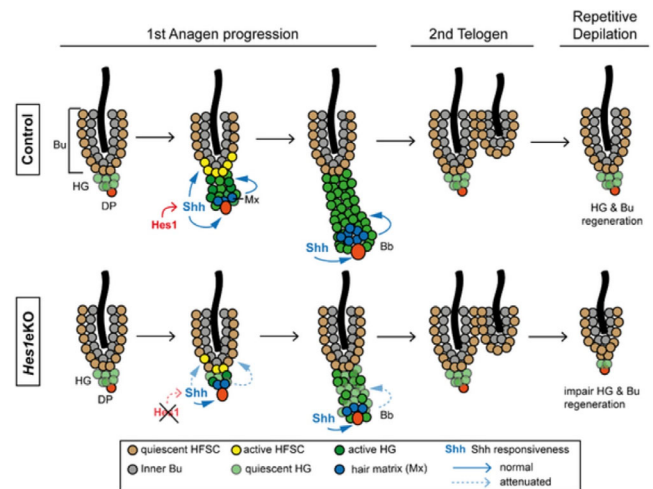 1st Anagen progression
2nd Telogen
Repetitive
Depilation
Control
Bu
HG
DP
Shh
Hes1
Mx
Shh
Bb
HG & Bu
regeneration
Hes1eKO
HG
DP
Hes1
Shh
Shh
Bb
impair HG & Bu
regeneration
quiescent HFSC
active HFSC
active HG
Shh Shh responsiveness
Inner Bu
quiescent HG
hair matrix (Mx)
normal
attenuated